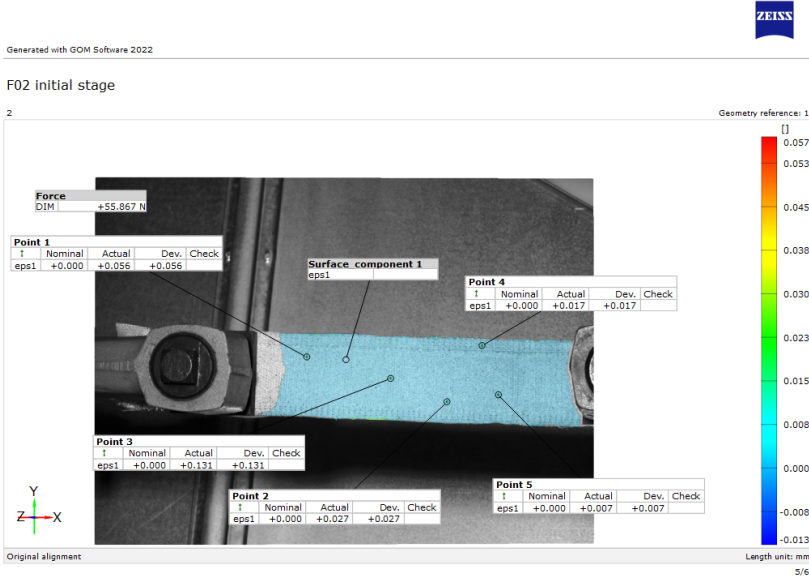 ZEISS
Generated with GOM Software 2022
F02 initial stage
2
Geometry reference: 1
[]
0.057
0.053
0.045
0.038
0.030
0.023
0.015
0.008
0.000
-0.008
-0.013
Force
DIM +55.867 N
Point 1
↑ Nominal Actual Dev. Check
eps1 +0.000 +0.056 +0.056
Surface component 1
eps1
Point 4
↑ Nominal Actual Dev. Check
eps1 +0.000 +0.017 +0.017
Point 3
↑ Nominal Actual Dev. Check
eps1 +0.000 +0.131 +0.131
Point 2
↑ Nominal Actual Dev. Check
eps1 +0.000 +0.027 +0.027
Point 5
↑ Nominal Actual Dev. Check
eps1 +0.000 +0.007 +0.007
Y
Z X
Original alignment
Length unit: mm
5/6